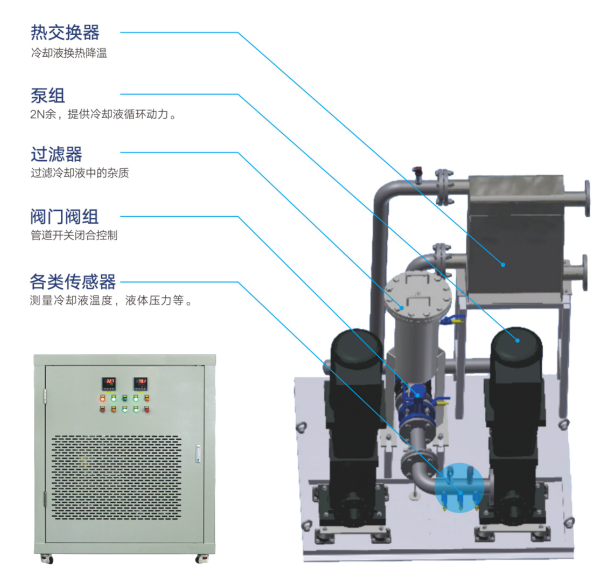 热交换器
冷却液换热降温
泵组
2N余，提供冷却液循环动力。
过滤器
过滤冷却液中的杂质
阀门阀组
管道开关闭合控制
各类传感器
测量冷却液温度，液体压力等。